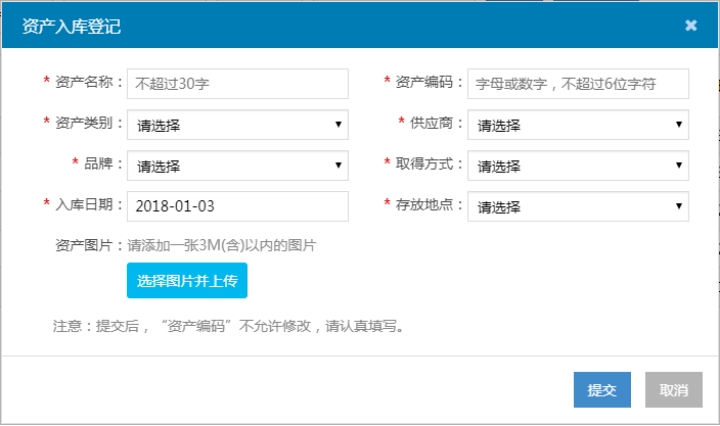 资产入库登记
* 资产名称： 不超过30字 * 资产编码： 字母或数字，不超过6位字符
* 资产类别： 请选择 * 供应商： 请选择
* 品牌： 请选择 * 取得方式： 请选择
* 入库日期： 2018-01-03 * 存放地点： 请选择
资产图片： 请添加一张3M(含)以内的图片
选择图片并上传
注意：提交后，“资产编码”不允许修改，请认真填写。
提交 取消